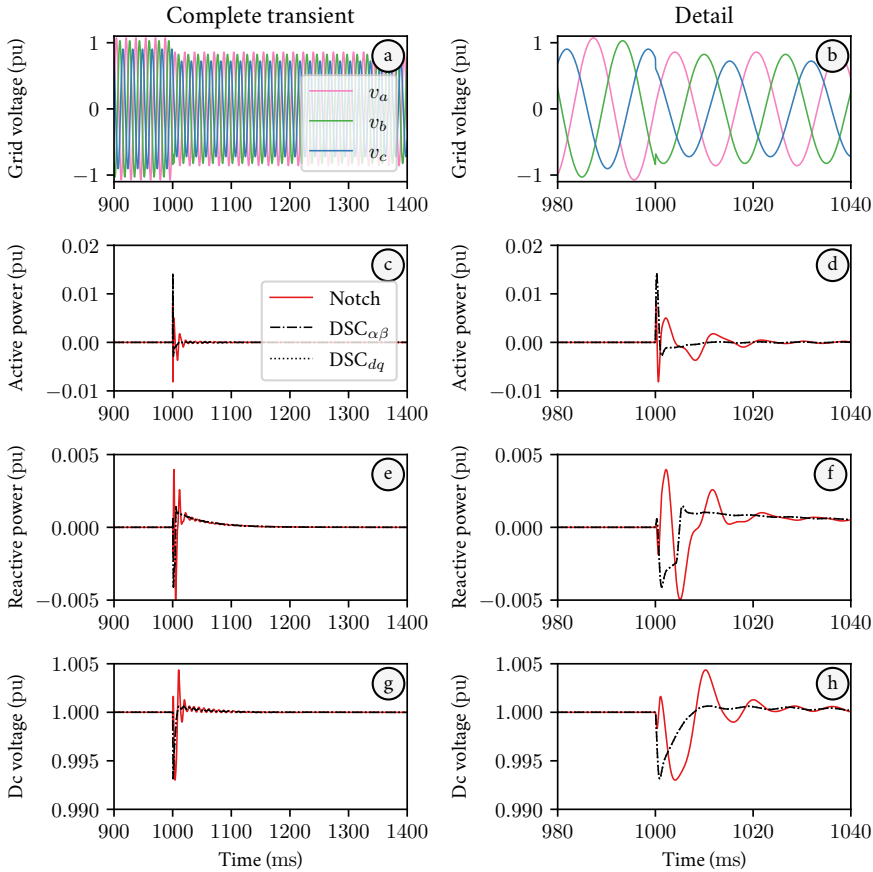 Complete transient
Detail
Grid voltage (pu)
1
0
−1
a
v_a
v_b
v_c
900 1000 1100 1200 1300 1400
Grid voltage (pu)
1
0
−1
b
980 1000 1020 1040
Active power (pu)
0.02
0.01
0.00
−0.01
c
Notch
DSC_αβ
DSC_dq
900 1000 1100 1200 1300 1400
Active power (pu)
0.02
0.01
0.00
−0.01
d
980 1000 1020 1040
Reactive power (pu)
0.005
0.000
−0.005
e
900 1000 1100 1200 1300 1400
Reactive power (pu)
0.005
0.000
−0.005
f
980 1000 1020 1040
Dc voltage (pu)
1.005
1.000
0.995
0.990
g
900 1000 1100 1200 1300 1400
Time (ms)
Dc voltage (pu)
1.005
1.000
0.995
0.990
h
980 1000 1020 1040
Time (ms)